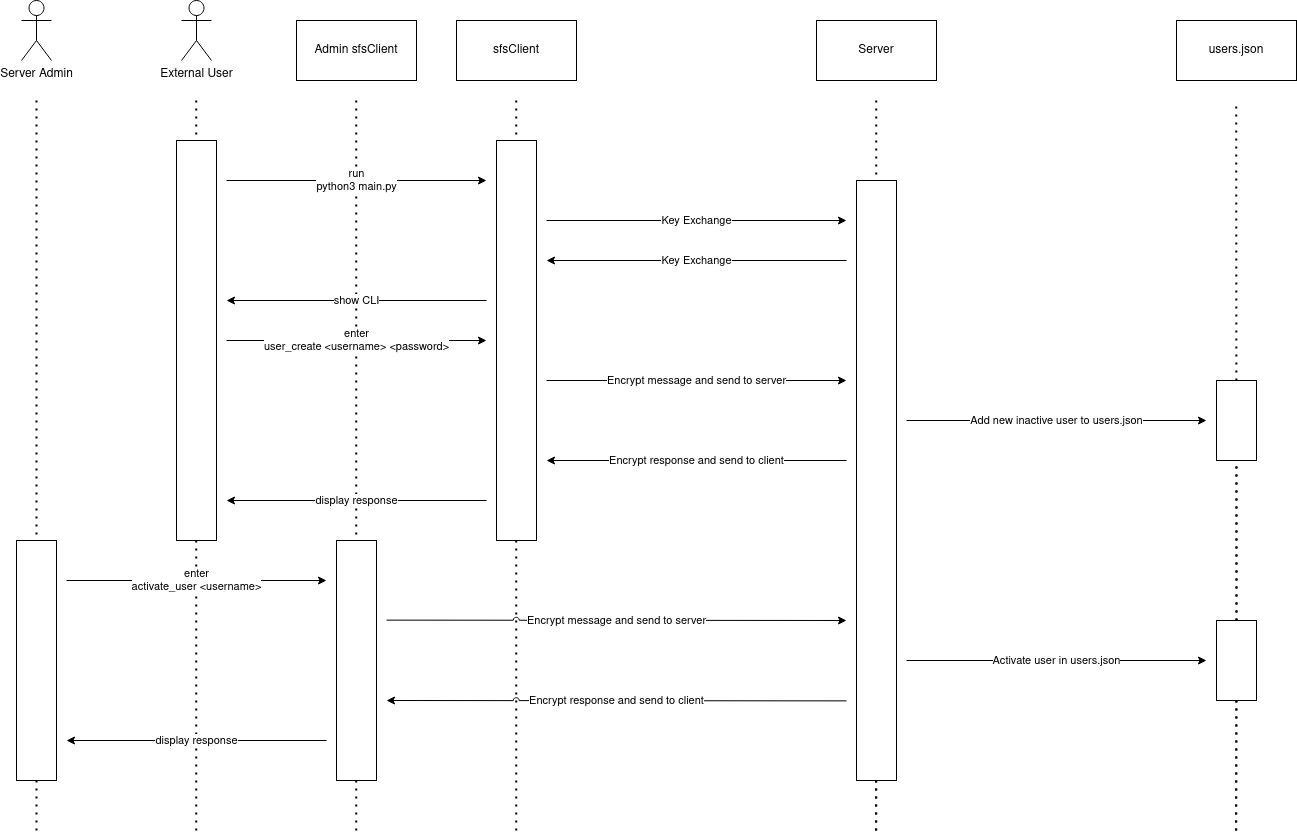 Server Admin
External User
Admin sfsClient
sfsClient
Server
users.json
run
python3 main.py
Key Exchange
Key Exchange
show CLI
enter
user_create <username> <password>
Encrypt message and send to server
Add new inactive user to users.json
Encrypt response and send to client
display response
enter
activate_user <username>
Encrypt message and send to server
Activate user in users.json
Encrypt response and send to client
display response